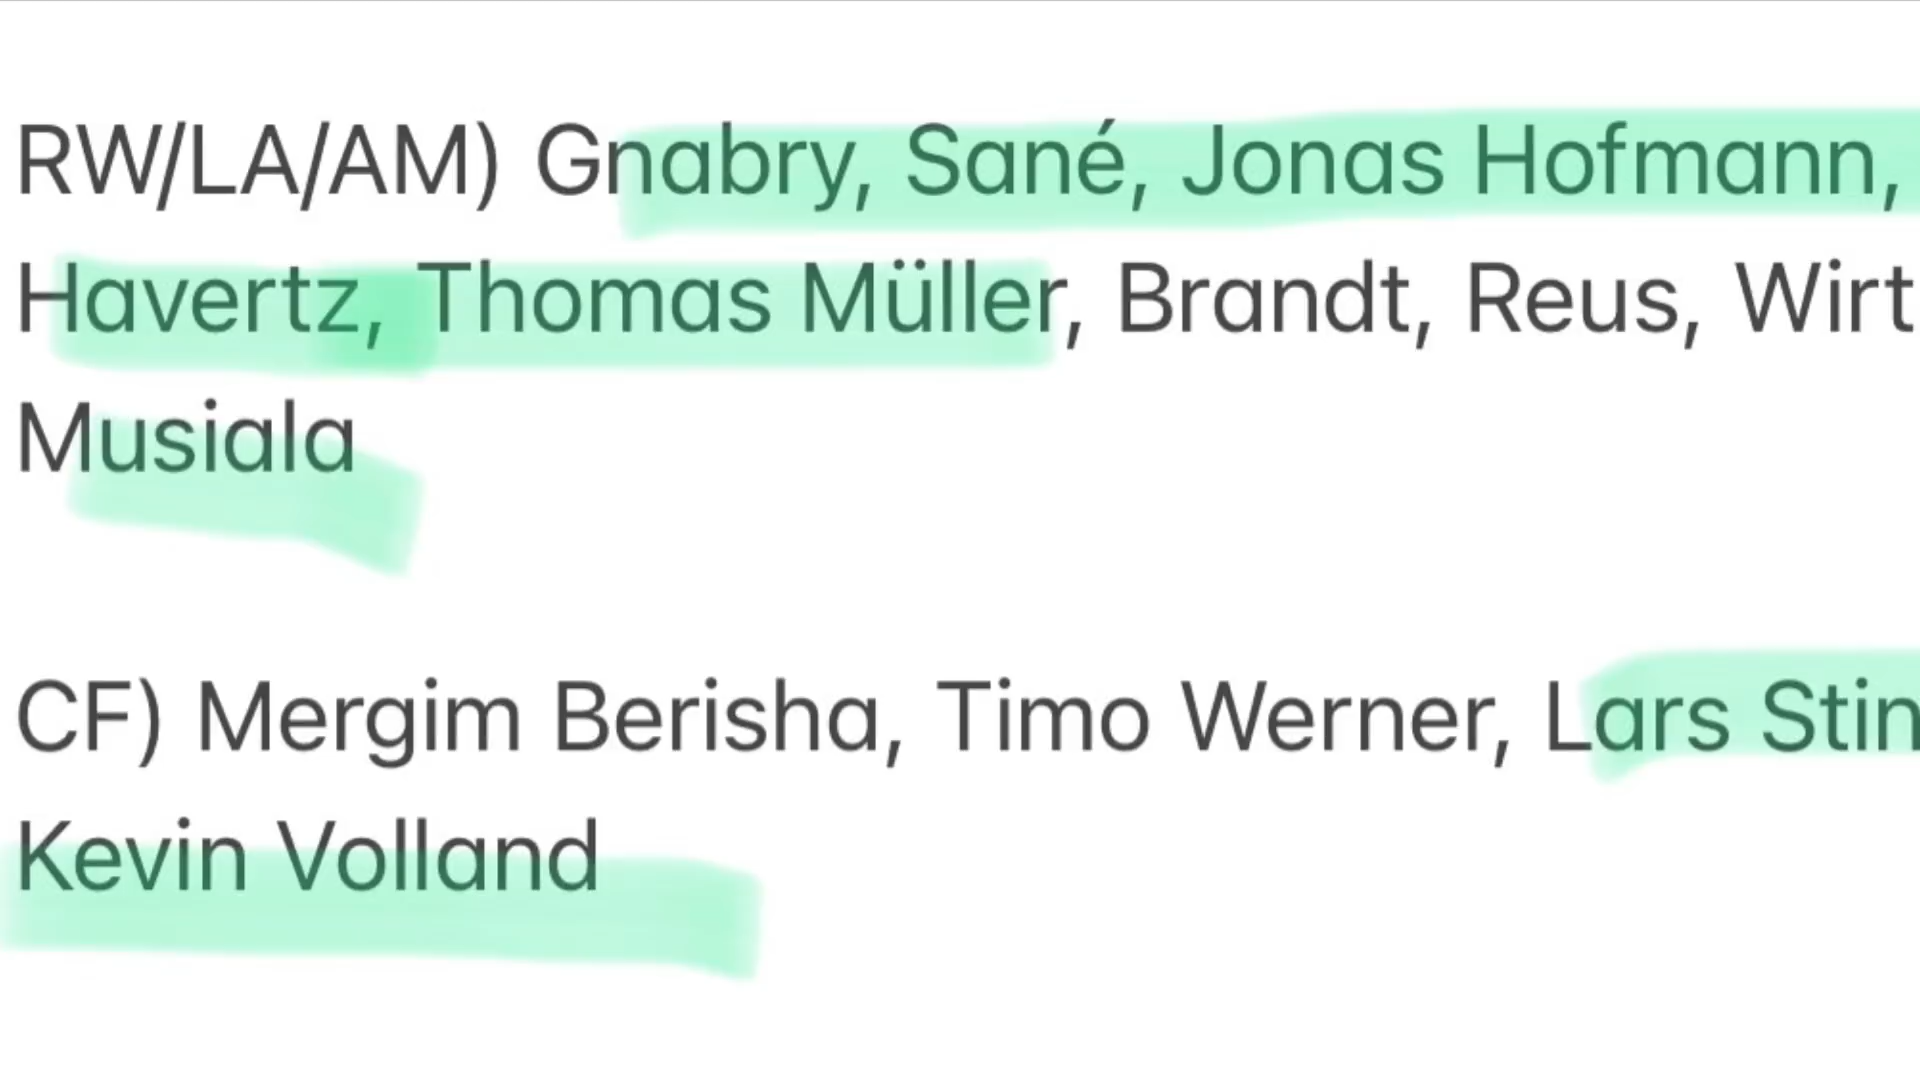 RW/LA/AM) Gnabry, Sané, Jonas Hofmann,
Havertz, Thomas Müller, Brandt, Reus, Wirt
Musiala
CF) Mergim Berisha, Timo Werner, Lars Stin
Kevin Volland